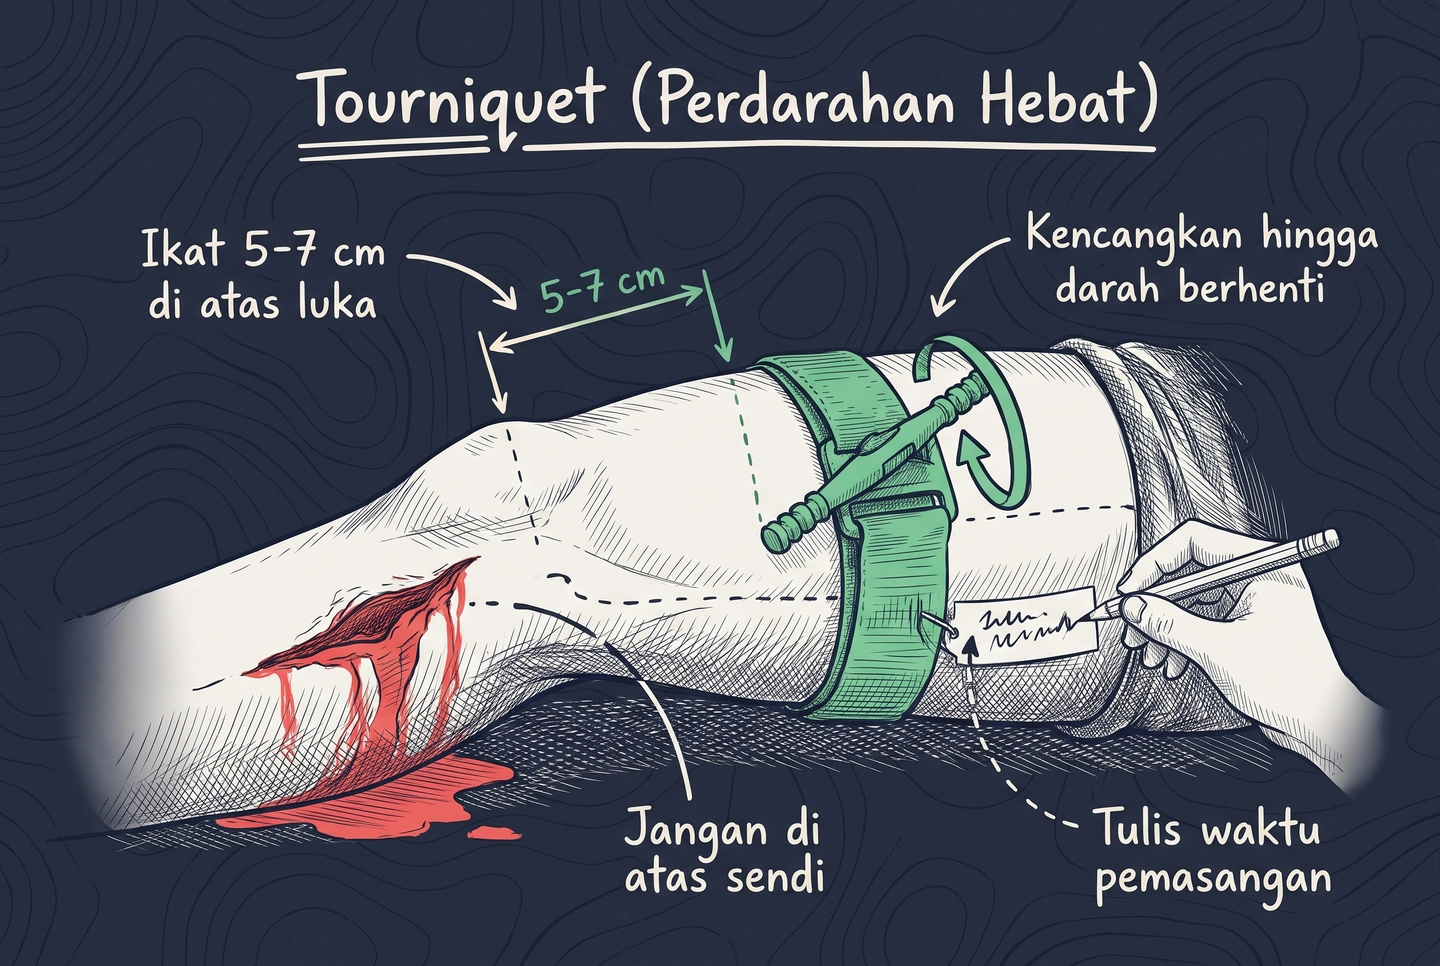 Tourniquet (Perdarahan Hebat)
Ikat 5-7 cm
di atas luka
5-7 cm
Kencangkan hingga
darah berhenti
Jangan di
atas sendi
Tulis waktu
pemasangan